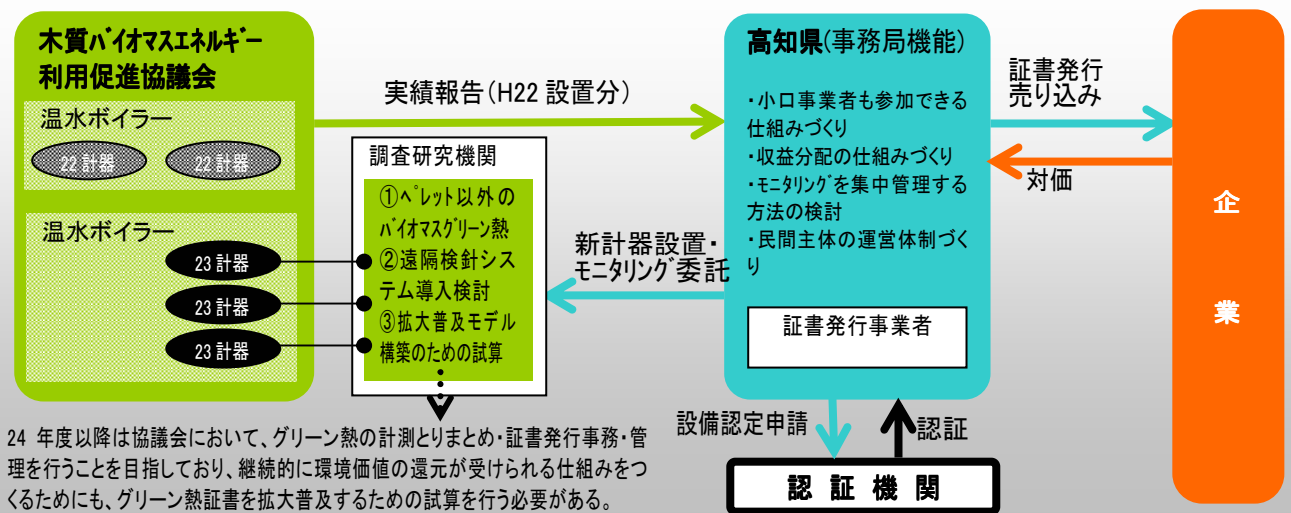 木質ﾊﾞｲｵﾏｽｴﾈﾙｷﾞｰ
利用促進協議会
温水ボイラー
22計器
22計器
温水ボイラー
23計器
23計器
23計器
実績報告（H22設置分）
調査研究機関
①ﾍﾟﾚｯﾄ以外の
ﾊﾞｲｵﾏｽｸﾞﾘｰﾝ熱
②遠隔検針シス
テム導入検討
③拡大普及モデル
構築のための試算
新計器設置・
ﾓﾆﾀﾘﾝｸﾞ委託
高知県(事務局機能)
・小口事業者も参加できる
仕組みづくり
・収益分配の仕組みづくり
・ﾓﾆﾀﾘﾝｸﾞを集中管理する
方法の検討
・民間主体の運営体制づく
り
証書発行事業者
証書発行
売り込み
対価
企
業
設備認定申請
認証
認証機関
24 年度以降は協議会において、グリーン熱の計測とりまとめ・証書発行事務・管
理を行うことを目指しており、継続的に環境価値の還元が受けられる仕組みをつ
くるためにも、グリーン熱証書を拡大普及するための試算を行う必要がある。